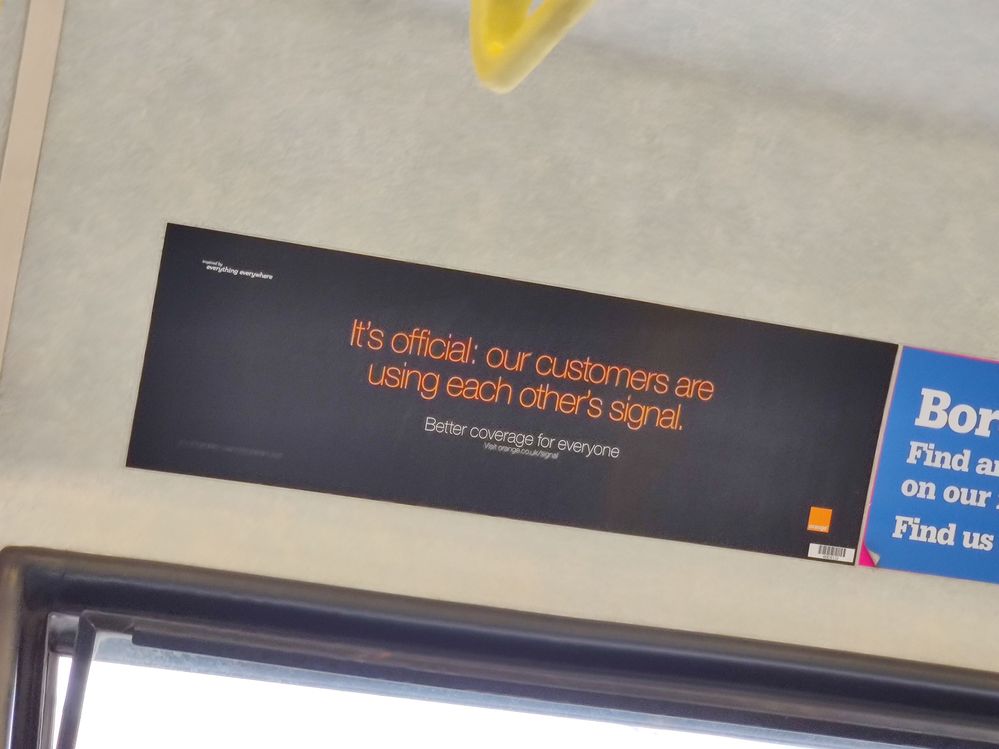 inspired by
everything everywhere
It's official: our customers are
using each other's signal.
Better coverage for everyone
Visit orange.co.uk/signal
orange
Bor
Find
on our
Find us